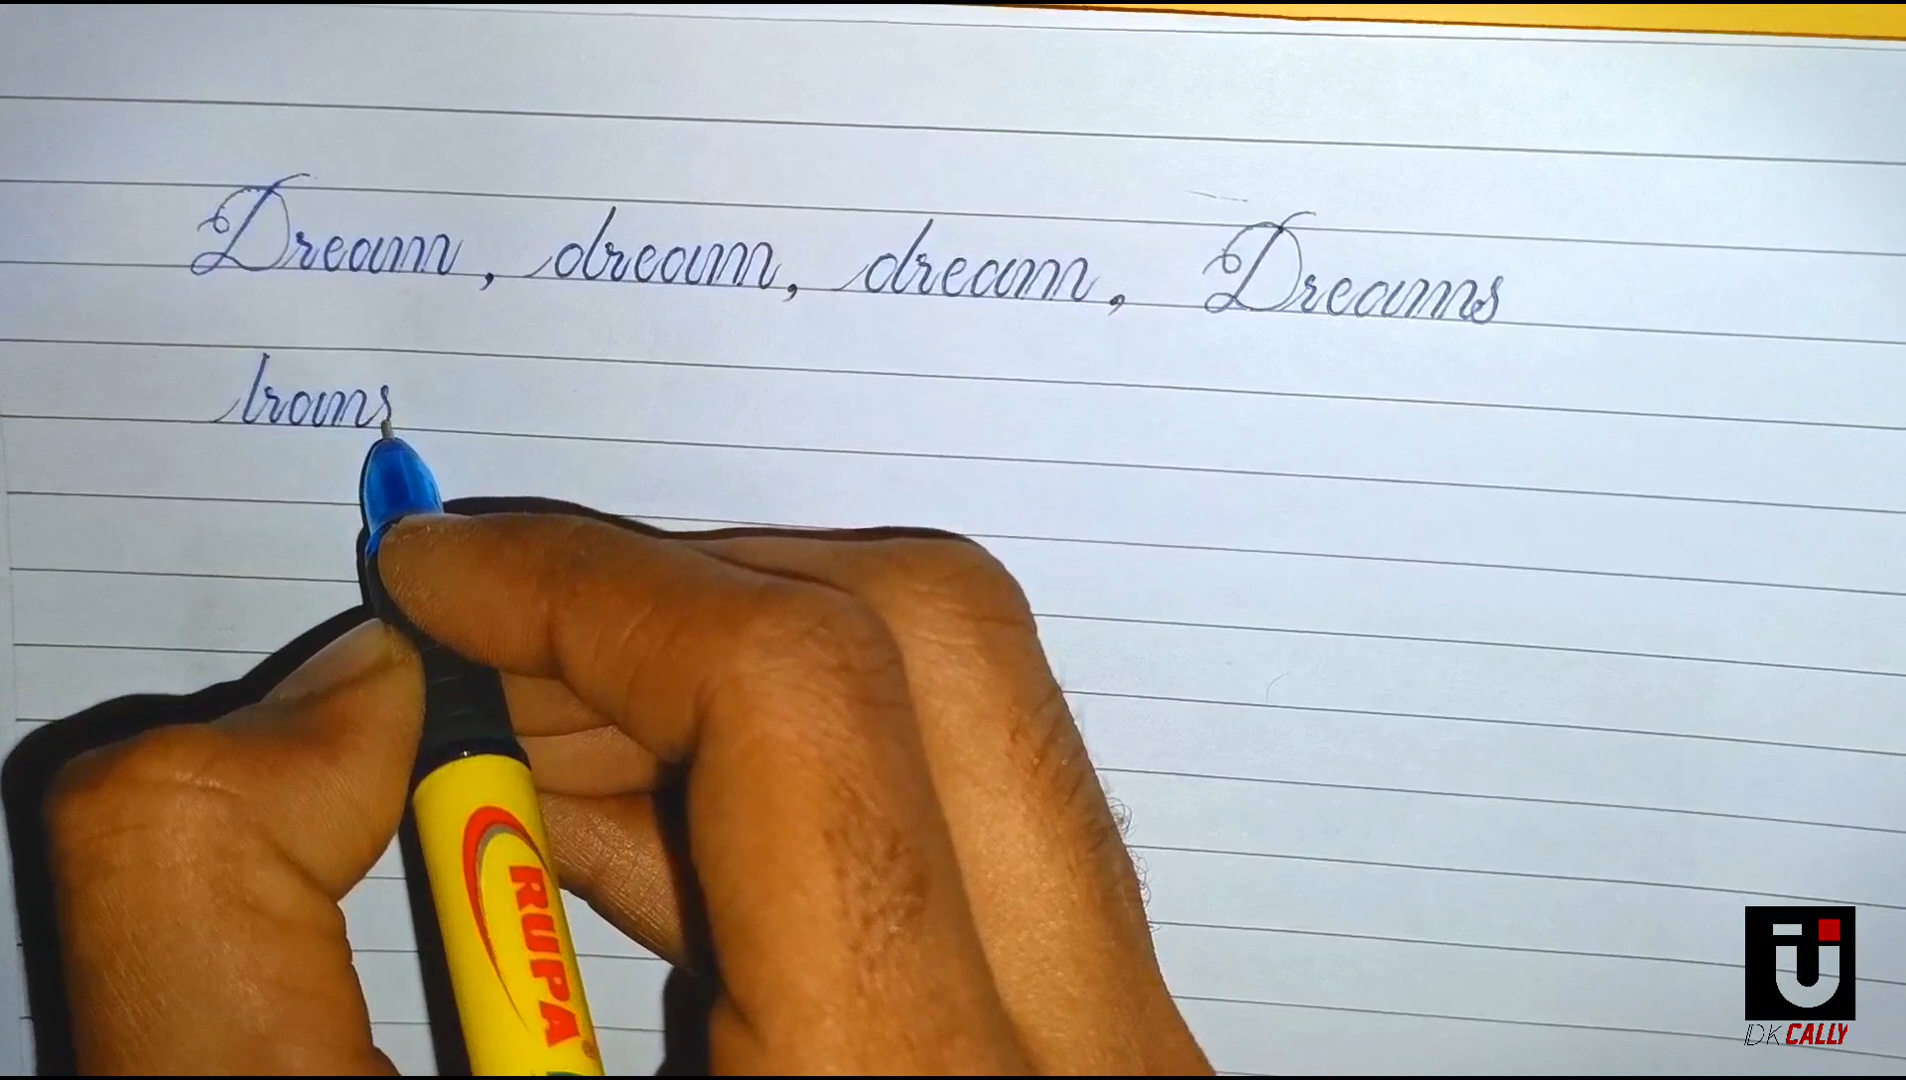 Dream, dream, dream, Dreams
trans
RUPA
IDK CALLY